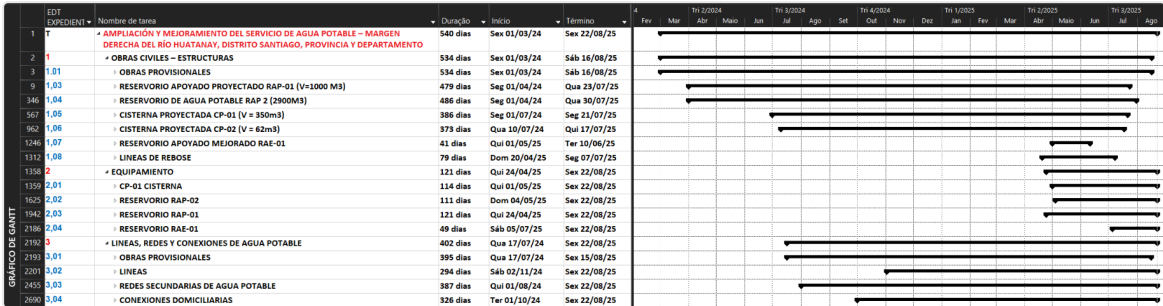 4 Tri 2/2024 Tri 3/2024 Tri 4/2024 Tri 1/2025 Tri 2/2025 Tri 3/2025
EDT EXPEDIENT Nombre de tarea Duração Início Término Fev Mar Abr Maio Jun Jul Ago Set Out Nov Dez Jan Fev Mar Abr Maio Jun Jul Ago
1 T AMPLIACIÓN Y MEJORAMIENTO DEL SERVICIO DE AGUA POTABLE – MARGEN 540 dias Sex 01/03/24 Sex 22/08/25
DERECHA DEL RÍO HUATANAY, DISTRITO SANTIAGO, PROVINCIA Y DEPARTAMENTO
2 1 OBRAS CIVILES – ESTRUCTURAS 534 dias Sex 01/03/24 Sáb 16/08/25
3 1.01 OBRAS PROVISIONALES 534 dias Sex 01/03/24 Sáb 16/08/25
9 1,03 RESERVORIO APOYADO PROYECTADO RAP-01 (V=1000 M3) 479 dias Seg 01/04/24 Qua 23/07/25
346 1,04 RESERVORIO DE AGUA POTABLE RAP 2 (2900M3) 486 dias Seg 01/04/24 Qua 30/07/25
567 1,05 CISTERNA PROYECTADA CP-01 (V = 350m3) 386 dias Seg 01/07/24 Seg 21/07/25
962 1,06 CISTERNA PROYECTADA CP-02 (V = 62m3) 373 dias Qua 10/07/24 Qui 17/07/25
1246 1,07 RESERVORIO APOYADO MEJORADO RAE-01 41 dias Qui 01/05/25 Ter 10/06/25
1312 1,08 LINEAS DE REBOSE 79 dias Dom 20/04/25 Seg 07/07/25
1358 2 EQUIPAMIENTO 121 dias Qui 24/04/25 Sex 22/08/25
1359 2,01 CP-01 CISTERNA 114 dias Qui 01/05/25 Sex 22/08/25
1625 2,02 RESERVORIO RAP-02 111 dias Dom 04/05/25 Sex 22/08/25
1942 2,03 RESERVORIO RAP-01 121 dias Qui 24/04/25 Sex 22/08/25
2186 2,04 RESERVORIO RAE-01 49 dias Sáb 05/07/25 Sex 22/08/25
2192 3 LINEAS, REDES Y CONEXIONES DE AGUA POTABLE 402 dias Qua 17/07/24 Sex 22/08/25
2193 3,01 OBRAS PROVISIONALES 395 dias Qua 17/07/24 Sex 15/08/25
2201 3,02 LINEAS 294 dias Sáb 02/11/24 Sex 22/08/25
2455 3,03 REDES SECUNDARIAS DE AGUA POTABLE 387 dias Qui 01/08/24 Sex 22/08/25
2690 3,04 CONEXIONES DOMICILIARIAS 326 dias Ter 01/10/24 Sex 22/08/25
GRÁFICO DE GANTT